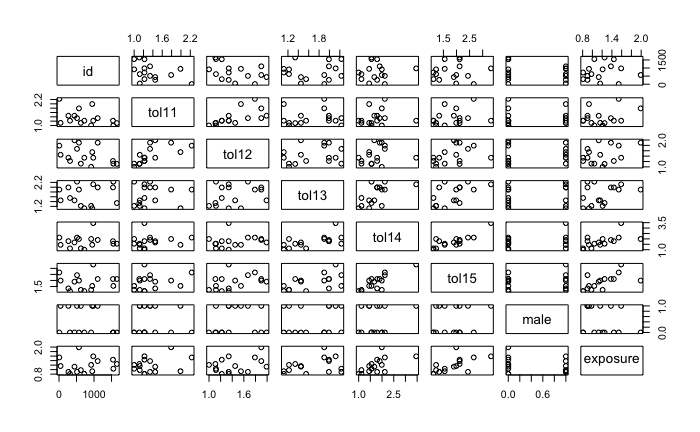 1.0 1.6 2.2
1.2 1.8
1.5 2.5
0.8 1.4 2.0
id
0 1500
1.0 2.2
tol11
tol12
1.0 2.0
1.2 2.2
tol13
tol14
1.0 3.5
1.5
tol15
male
0.0 1.0
0.8 2.0
exposure
0 1000
1.0 1.6
1.0 2.5
0.0 0.6